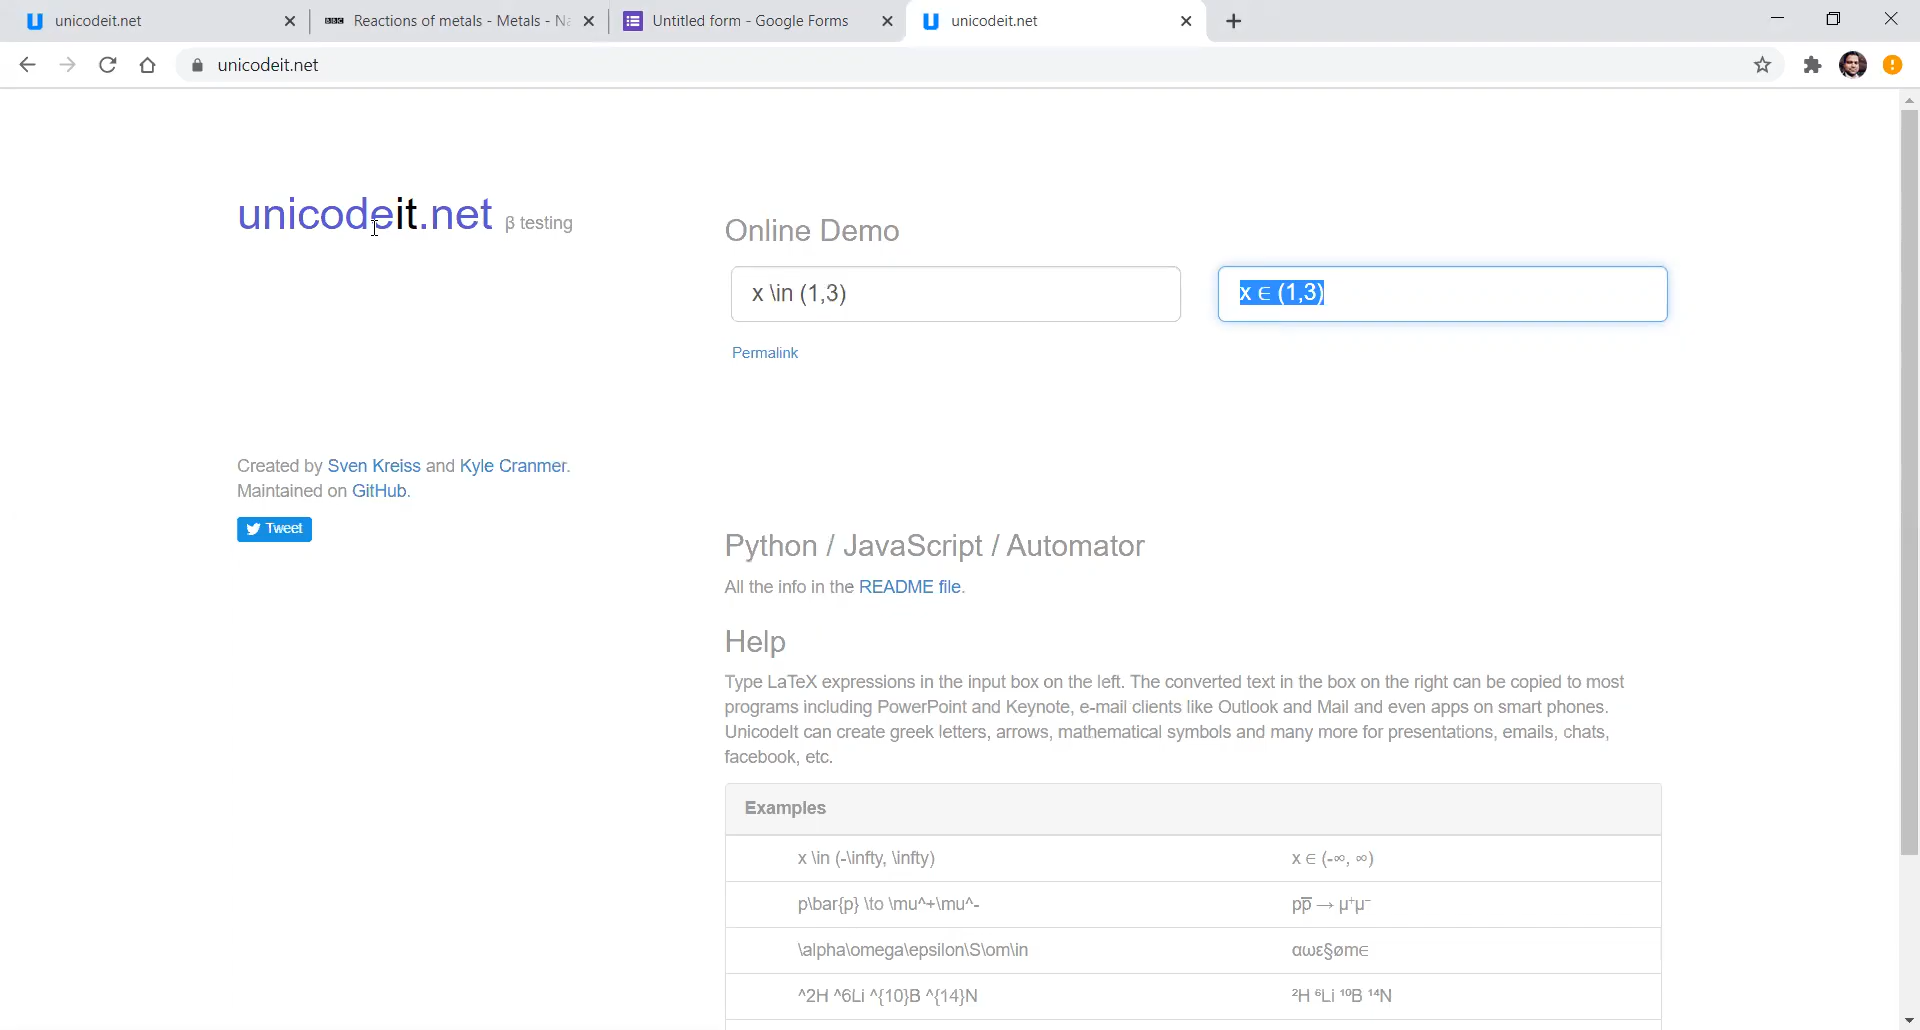 unicodeit.net
Reactions of metals - Metals - Na
Untitled form - Google Forms
unicodeit.net
unicodeit.net
unicodeit.net β testing
Online Demo
x \in (1,3)
x ∈ (1,3)
Permalink
Created by Sven Kreiss and Kyle Cranmer.
Maintained on GitHub.
Tweet
Python / JavaScript / Automator
All the info in the README file.
Help
Type LaTeX expressions in the input box on the left. The converted text in the box on the right can be copied to most
programs including PowerPoint and Keynote, e-mail clients like Outlook and Mail and even apps on smart phones.
UnicodeIt can create greek letters, arrows, mathematical symbols and many more for presentations, emails, chats,
facebook, etc.
Examples
x \in (-\infty, \infty)
x ∈ (-∞, ∞)
p\bar{p} \to \mu^+\mu^-
pp̅ → μ⁺μ⁻
\alpha\omega\epsilon\S\om\in
αωε§øm∈
^2H ^6Li ^{10}B ^{14}N
²H ⁶Li ¹⁰B ¹⁴N